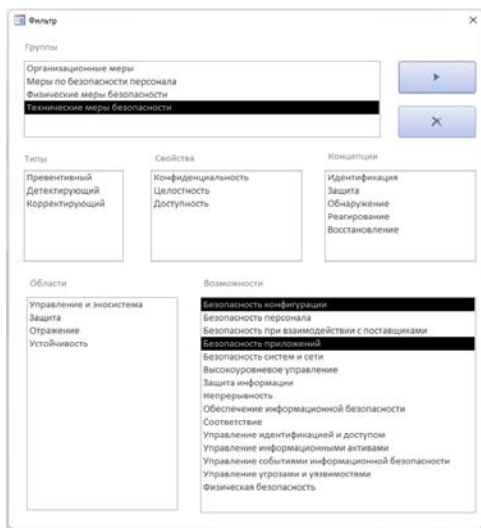 Фильтр
Группы
Организационные меры
Меры по безопасности персонала
Физические меры безопасности
Технические меры безопасности
Типы
Превентивный
Детектирующий
Корректирующий
Свойства
Конфиденциальность
Целостность
Доступность
Концепции
Идентификация
Защита
Обнаружение
Реагирование
Восстановление
Области
Управление и экосистема
Защита
Отражение
Устойчивость
Возможности
Безопасность конфигурации
Безопасность персонала
Безопасность при взаимодействии с поставщиками
Безопасность приложений
Безопасность систем и сети
Высокоуровневое управление
Защита информации
Непрерывность
Обеспечение информационной безопасности
Соответствие
Управление идентификацией и доступом
Управление информационными активами
Управление событиями информационной безопасности
Управление угрозами и уязвимостями
Физическая безопасность